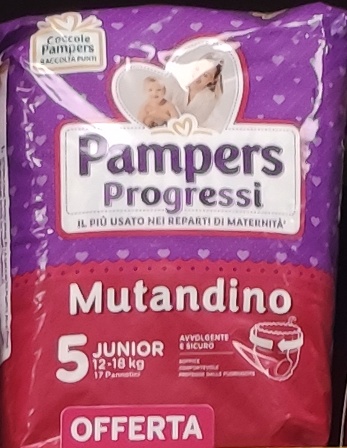 Coccole
Pampers
RACCOLTA PUNTI
Pampers
Progressi
IL PIÙ USATO NEI REPARTI DI MATERNITÀ
Mutandino
5 JUNIOR
12-18 kg
17 Pannolini
AVVOLGENTE
E SICURO
OFFERTA